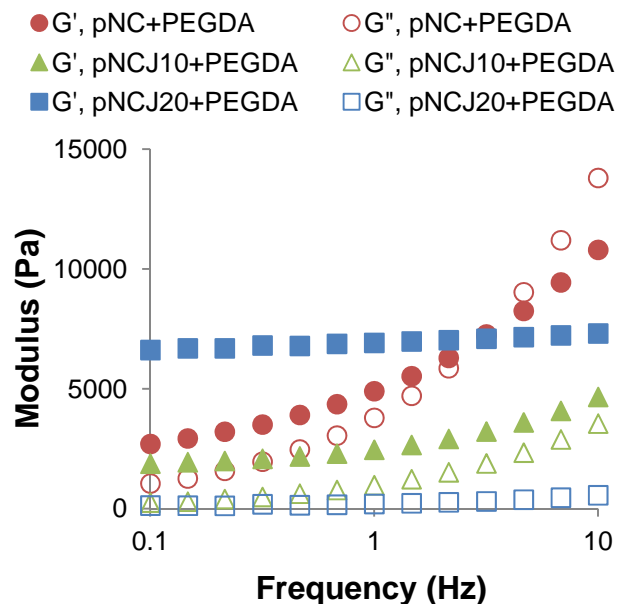 G', pNC+PEGDA G", pNC+PEGDA
G', pNCJ10+PEGDA G", pNCJ10+PEGDA
G', pNCJ20+PEGDA G", pNCJ20+PEGDA
15000
10000
5000
0
Modulus (Pa)
0.1 1 10
Frequency (Hz)